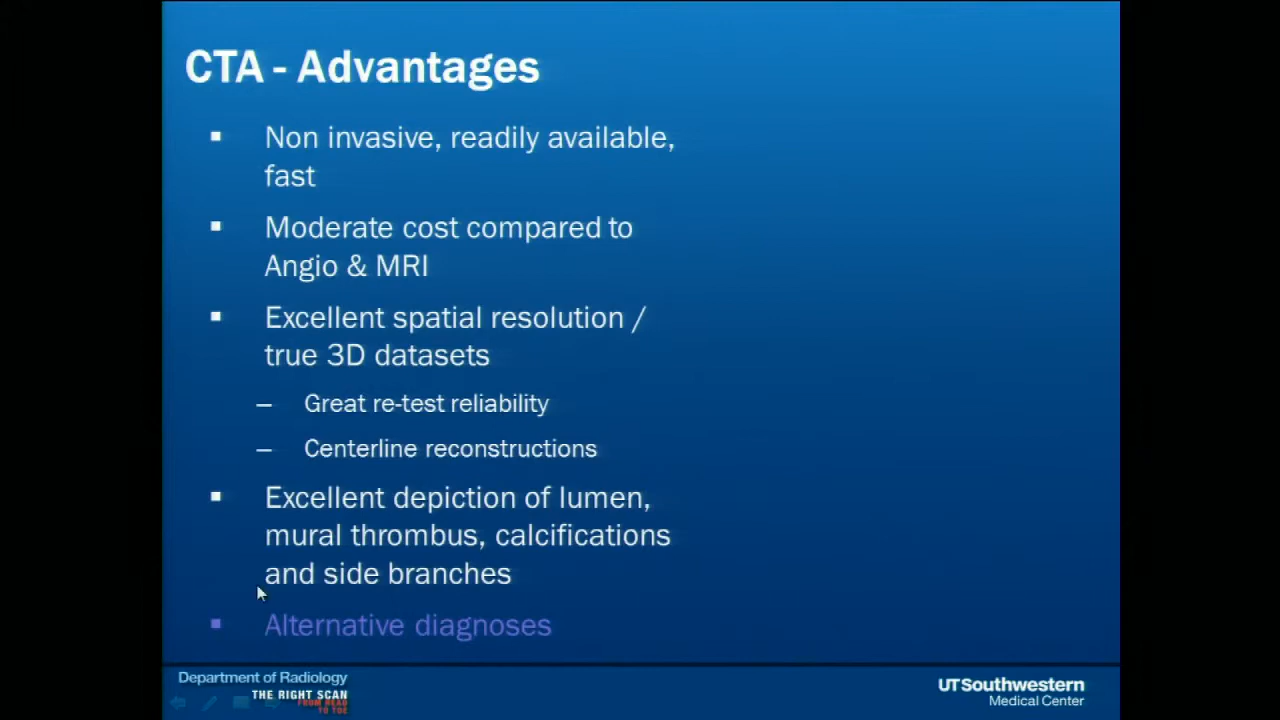 CTA - Advantages
▪ Non invasive, readily available,
fast
▪ Moderate cost compared to
Angio & MRI
▪ Excellent spatial resolution /
true 3D datasets
– Great re-test reliability
– Centerline reconstructions
▪ Excellent depiction of lumen,
mural thrombus, calcifications
and side branches
▪ Alternative diagnoses
Department of Radiology
THE RIGHT SCAN
FROM HEAD
TO TOE
UTSouthwestern
Medical Center